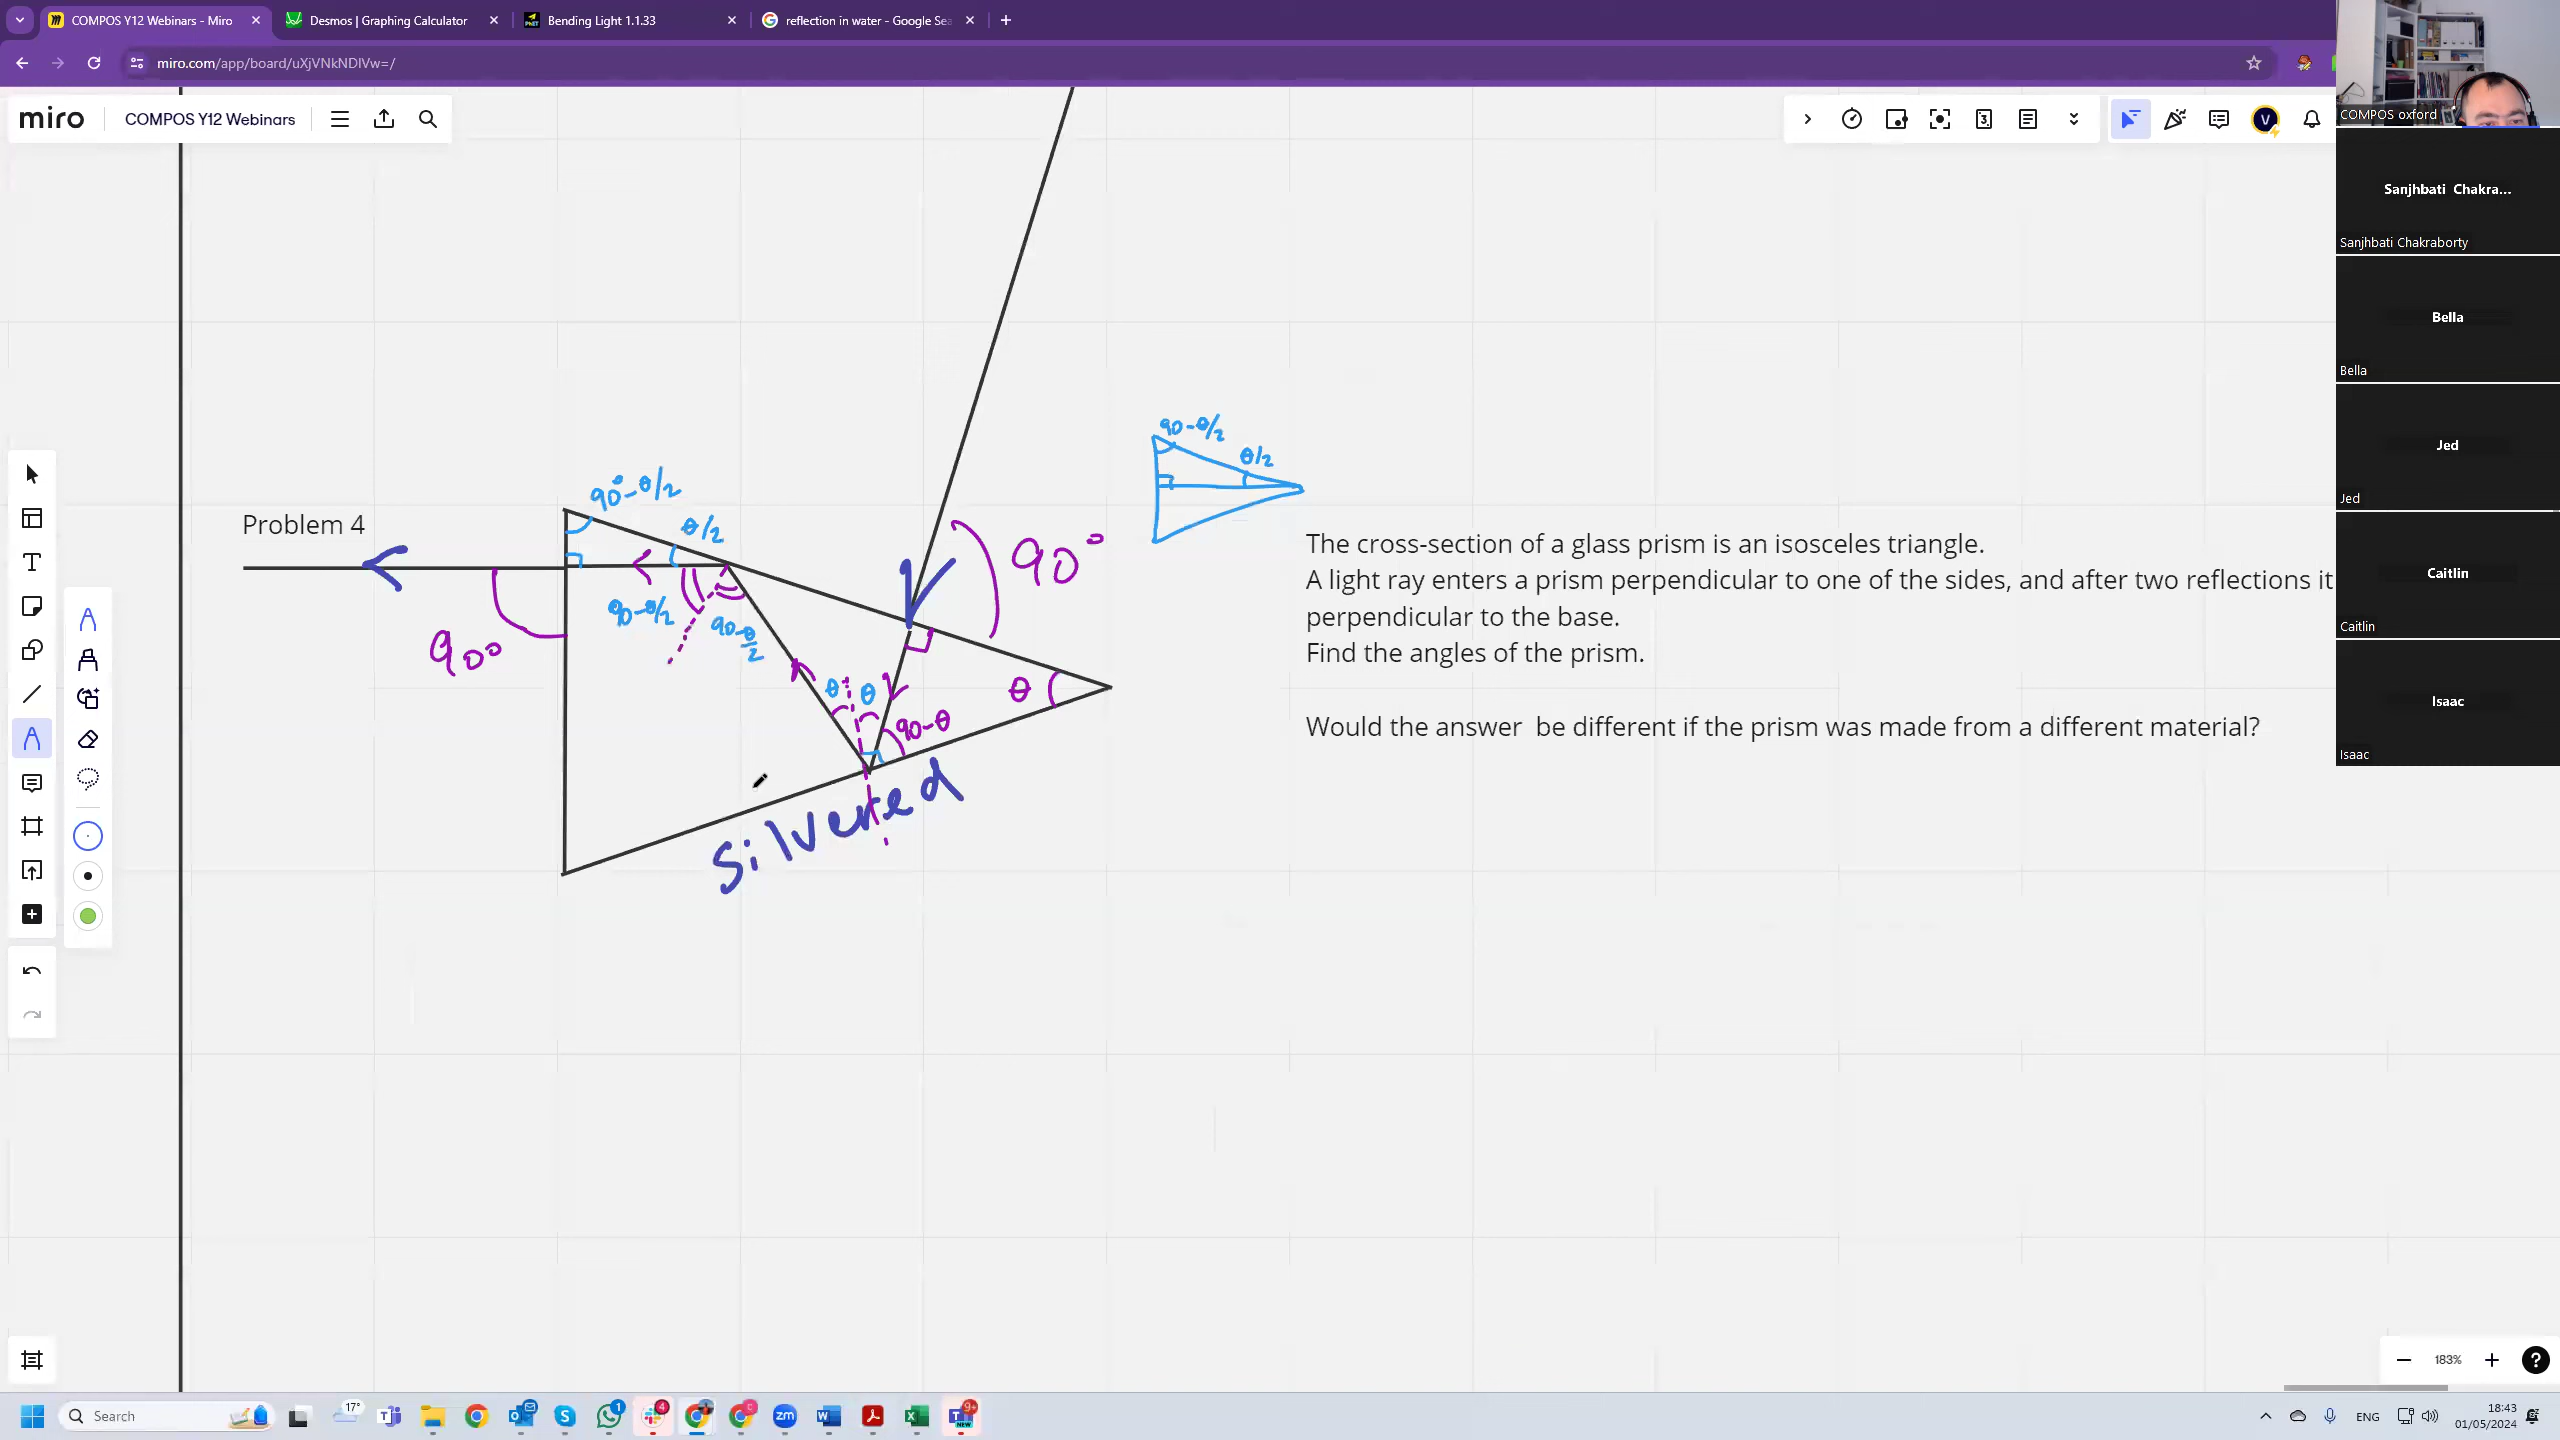 COMPOS Y12 Webinars - Miro
Desmos | Graphing Calculator
Bending Light 1.1.33
reflection in water - Google Sea
miro.com/app/board/uXjVNkNDIVw=/
miro
COMPOS Y12 Webinars
V
COMPOS oxford
Sanjhbati Chakra...
Sanjhbati Chakraborty
Bella
Bella
Jed
Jed
Caitlin
Caitlin
Isaac
Isaac
Problem 4
90°-θ/2
θ/2
90-θ/2
θ/2
90°
90°
90-θ/2
90-θ/2
θ
θ
90-θ
θ
Silvered
The cross-section of a glass prism is an isosceles triangle.
A light ray enters a prism perpendicular to one of the sides, and after two reflections it
perpendicular to the base.
Find the angles of the prism.
Would the answer be different if the prism was made from a different material?
183%
Search
17°
ENG
18:43
01/05/2024